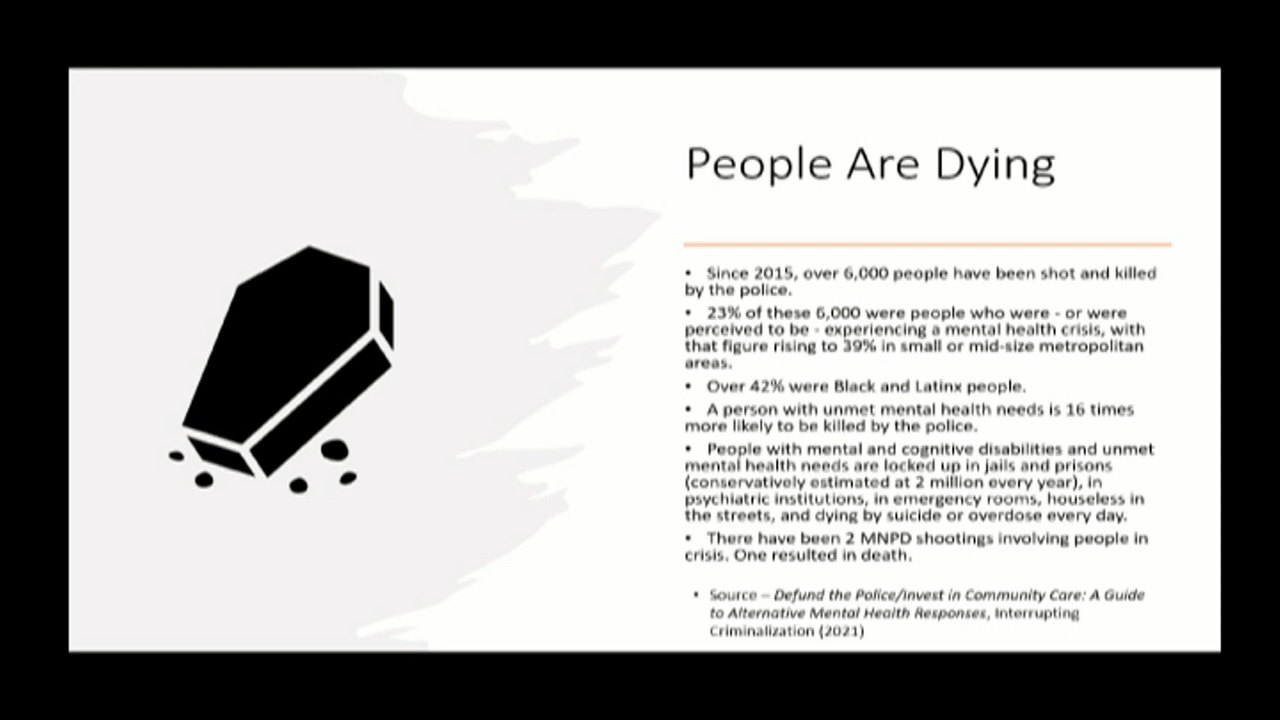 People Are Dying
• Since 2015, over 6,000 people have been shot and killed
by the police.
• 23% of these 6,000 were people who were - or were
perceived to be - experiencing a mental health crisis, with
that figure rising to 39% in small or mid-size metropolitan
areas.
• Over 42% were Black and Latinx people.
• A person with unmet mental health needs is 16 times
more likely to be killed by the police.
• People with mental and cognitive disabilities and unmet
mental health needs are locked up in jails and prisons
(conservatively estimated at 2 million every year), in
psychiatric institutions, in emergency rooms, houseless in
the streets, and dying by suicide or overdose every day.
• There have been 2 MNPD shootings involving people in
crisis. One resulted in death.
• Source – Defund the Police/Invest in Community Care: A Guide
to Alternative Mental Health Responses, Interrupting
Criminalization (2021)